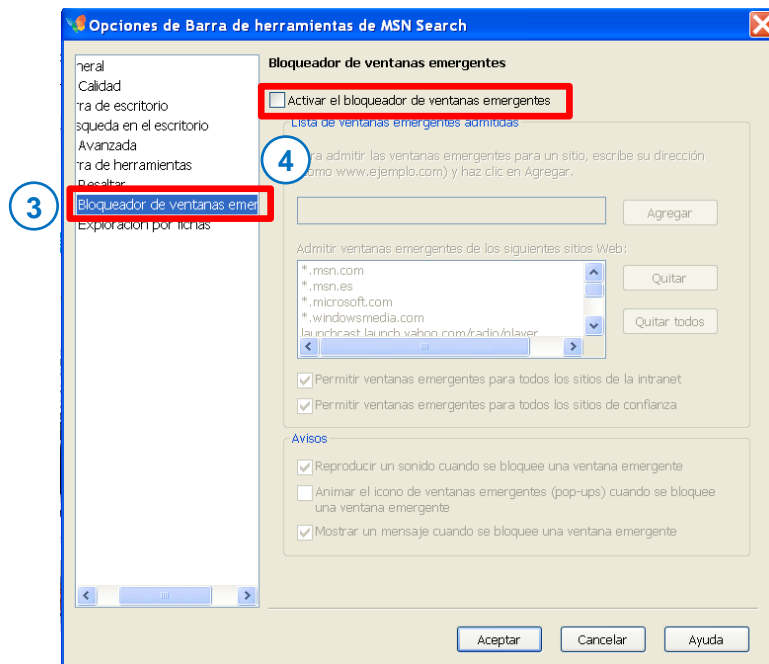 Opciones de Barra de herramientas de MSN Search
neral
Calidad
rra de escritorio
squeda en el escritorio
Avanzada
rra de herramientas
Resaltar
Bloqueador de ventanas emer
Exploración por fichas
3
Bloqueador de ventanas emergentes
Activar el bloqueador de ventanas emergentes
Lista de ventanas emergentes admitidas
4
ra admitir las ventanas emergentes para un sitio, escribe su dirección
omo www.ejemplo.com) y haz clic en Agregar.
Agregar
Admitir ventanas emergentes de los siguientes sitios Web:
*.msn.com
*.msn.es
*.microsoft.com
*.windowsmedia.com
launchcast.launch.yahoo.com/radio/player
Quitar
Quitar todos
Permitir ventanas emergentes para todos los sitios de la intranet
Permitir ventanas emergentes para todos los sitios de confianza
Avisos
Reproducir un sonido cuando se bloquee una ventana emergente
Animar el icono de ventanas emergentes (pop-ups) cuando se bloquee
una ventana emergente
Mostrar un mensaje cuando se bloquee una ventana emergente
Aceptar
Cancelar
Ayuda